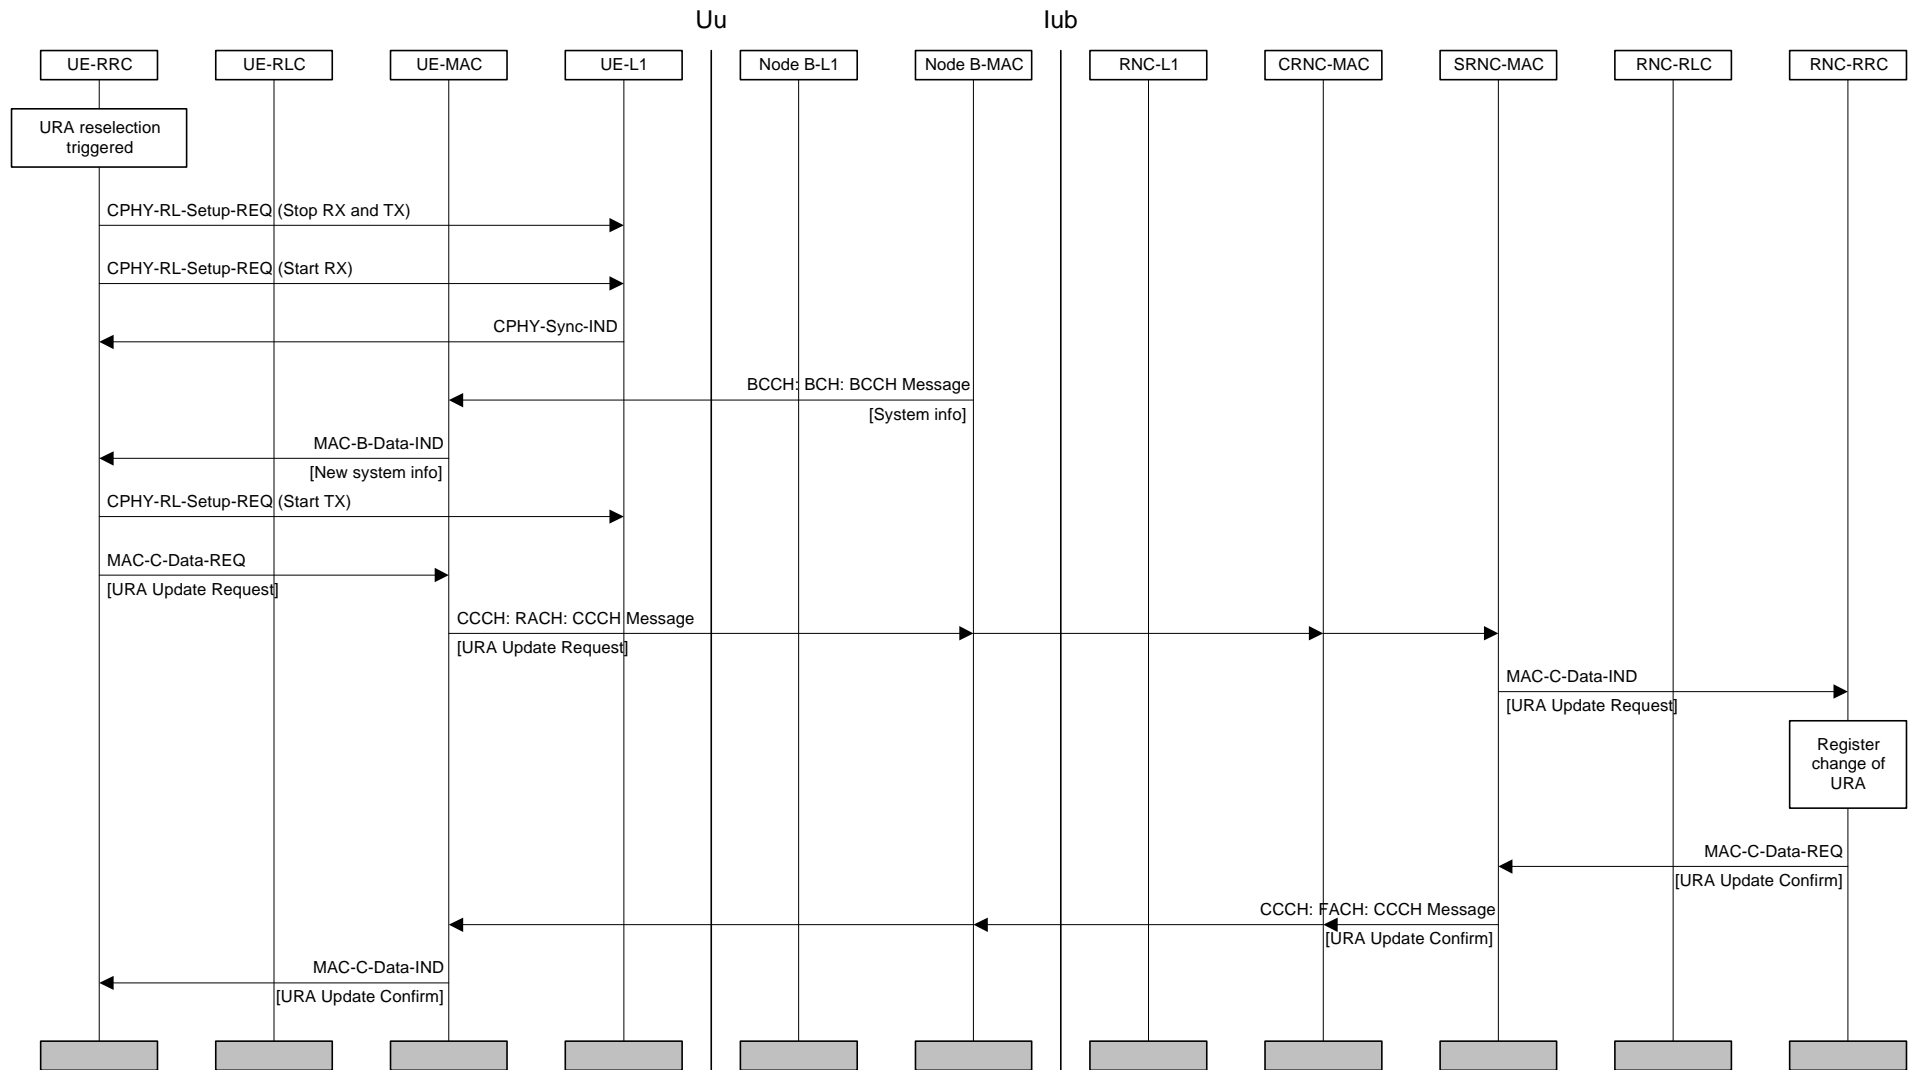 Uu
Iub
UE-RRC
UE-RLC
UE-MAC
UE-L1
Node B-L1
Node B-MAC
RNC-L1
CRNC-MAC
SRNC-MAC
RNC-RLC
RNC-RRC
URA reselection
triggered
CPHY-RL-Setup-REQ (Stop RX and TX)
CPHY-RL-Setup-REQ (Start RX)
CPHY-Sync-IND
BCCH: BCH: BCCH Message
[System info]
MAC-B-Data-IND
[New system info]
CPHY-RL-Setup-REQ (Start TX)
MAC-C-Data-REQ
[URA Update Request]
CCCH: RACH: CCCH Message
[URA Update Request]
MAC-C-Data-IND
[URA Update Request]
Register
change of
URA
MAC-C-Data-REQ
[URA Update Confirm]
CCCH: FACH: CCCH Message
[URA Update Confirm]
MAC-C-Data-IND
[URA Update Confirm]